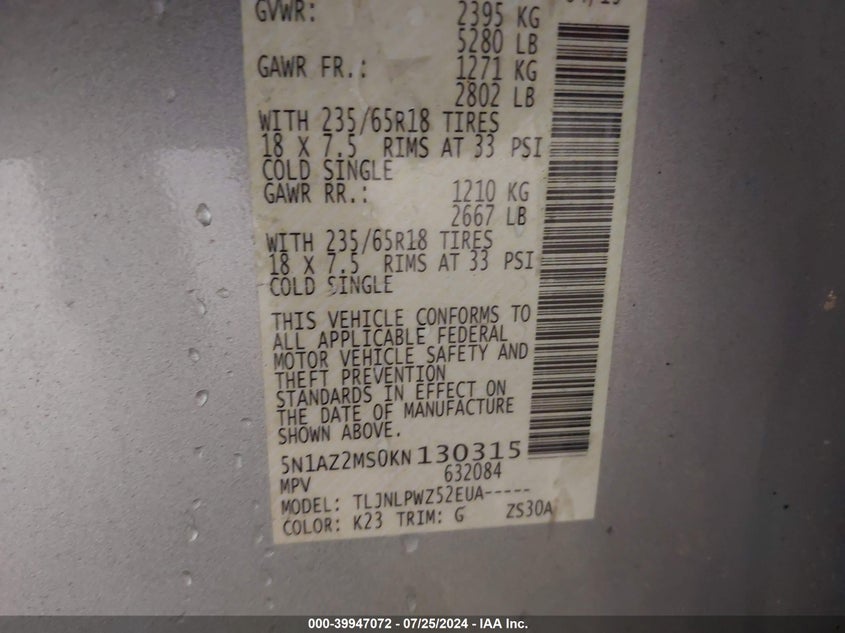 GVWR: 2395 KG
5280 LB
GAWR FR.: 1271 KG
2802 LB
WITH 235/65R18 TIRES
18 X 7.5 RIMS AT 33 PSI
COLD SINGLE
GAWR RR.: 1210 KG
2667 LB
WITH 235/65R18 TIRES
18 X 7.5 RIMS AT 33 PSI
COLD SINGLE
THIS VEHICLE CONFORMS TO
ALL APPLICABLE FEDERAL
MOTOR VEHICLE SAFETY AND
THEFT PREVENTION
STANDARDS IN EFFECT ON
THE DATE OF MANUFACTURE
SHOWN ABOVE.
5N1AZ2MS0KN130315
MPV 632084
MODEL: TLJNLPWZ52EUA-----
COLOR: K23 TRIM: G ZS30A
000-39947072 - 07/25/2024 - IAA Inc.